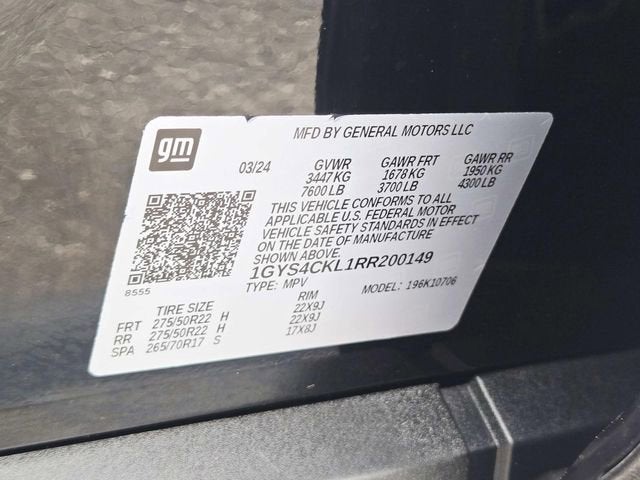 gm
MFD BY GENERAL MOTORS LLC
03/24 GVWR GAWR FRT GAWR RR
3447 KG 1678 KG 1950 KG
7600 LB 3700 LB 4300 LB
THIS VEHICLE CONFORMS TO ALL
APPLICABLE U.S. FEDERAL MOTOR
VEHICLE SAFETY STANDARDS IN EFFECT
ON THE DATE OF MANUFACTURE
SHOWN ABOVE.
1GYS4CKL1RR200149
8555
TYPE: MPV MODEL: 196K10706
TIRE SIZE RIM
FRT 275/50R22 H 22X9J
RR 275/50R22 H 22X9J
SPA 265/70R17 S 17X8J